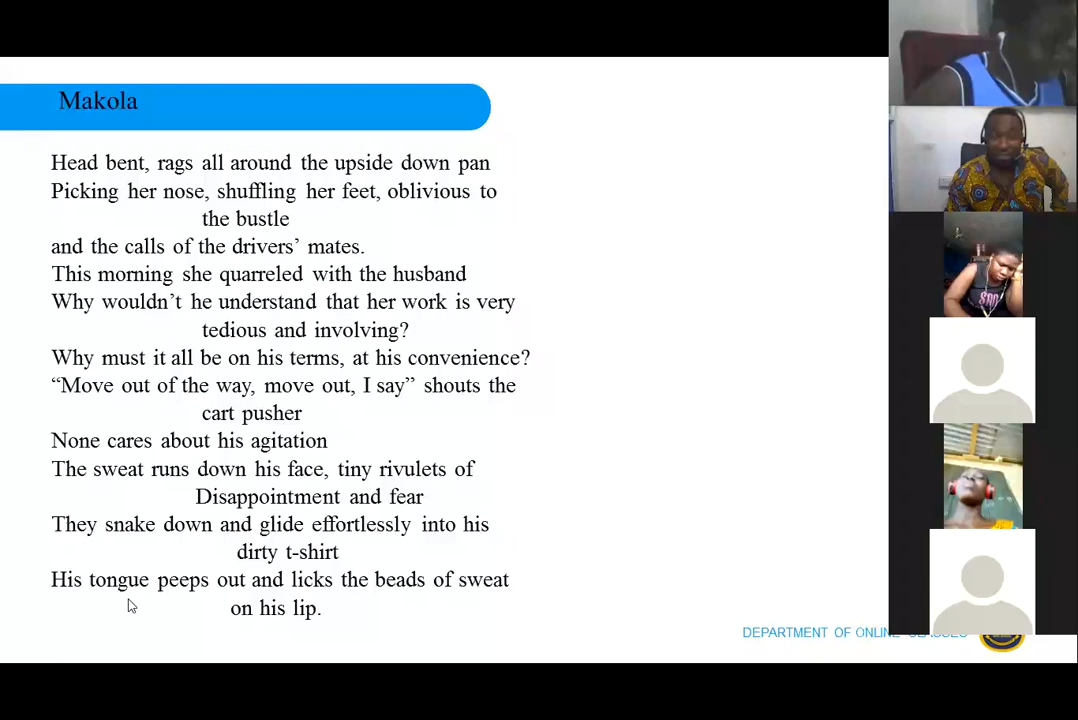 Makola
Head bent, rags all around the upside down pan
Picking her nose, shuffling her feet, oblivious to
the bustle
and the calls of the drivers’ mates.
This morning she quarreled with the husband
Why wouldn’t he understand that her work is very
tedious and involving?
Why must it all be on his terms, at his convenience?
“Move out of the way, move out, I say” shouts the
cart pusher
None cares about his agitation
The sweat runs down his face, tiny rivulets of
Disappointment and fear
They snake down and glide effortlessly into his
dirty t-shirt
His tongue peeps out and licks the beads of sweat
on his lip.
DEPARTMENT OF ONLINE CLASSES